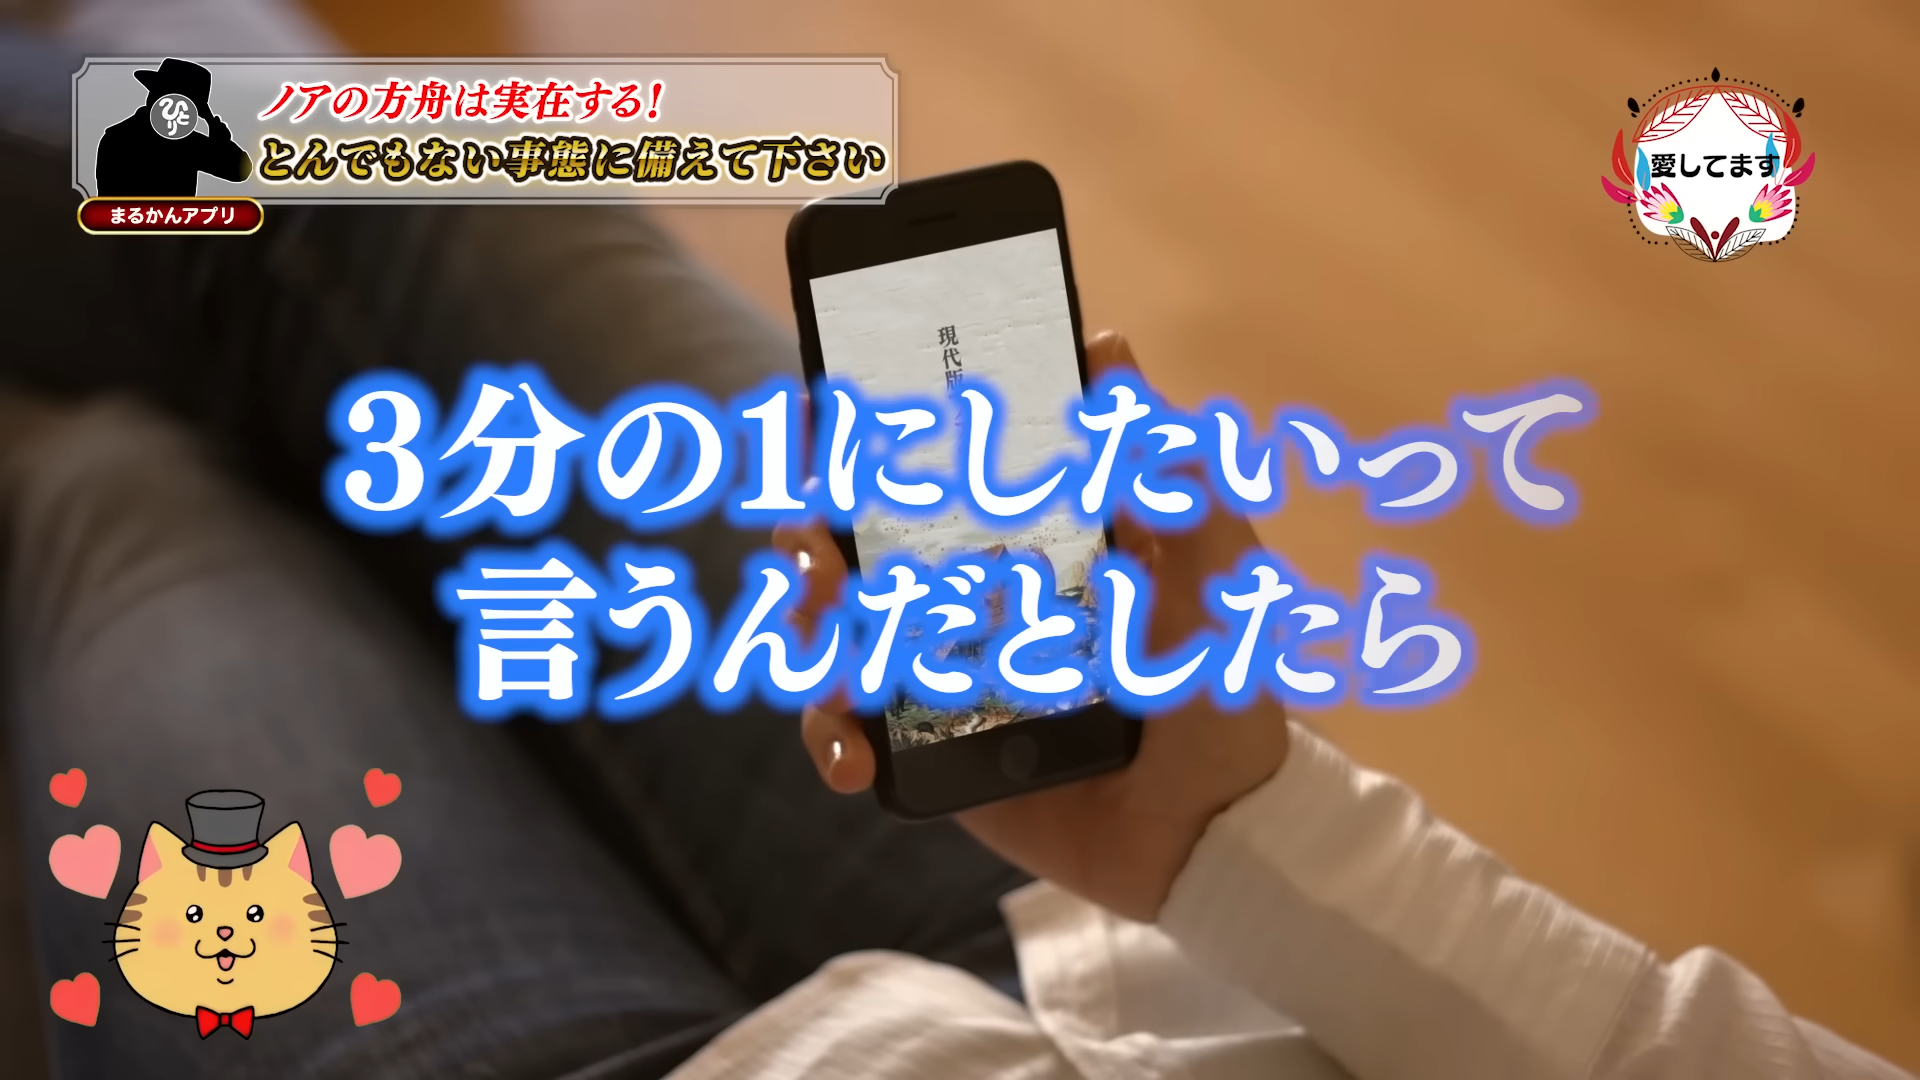 ノアの方舟は実在する!
とんでもない事態に備えて下さい
ひとり
まるかんアプリ
愛してます
現代版
3分の1にしたいって
言うんだとしたら